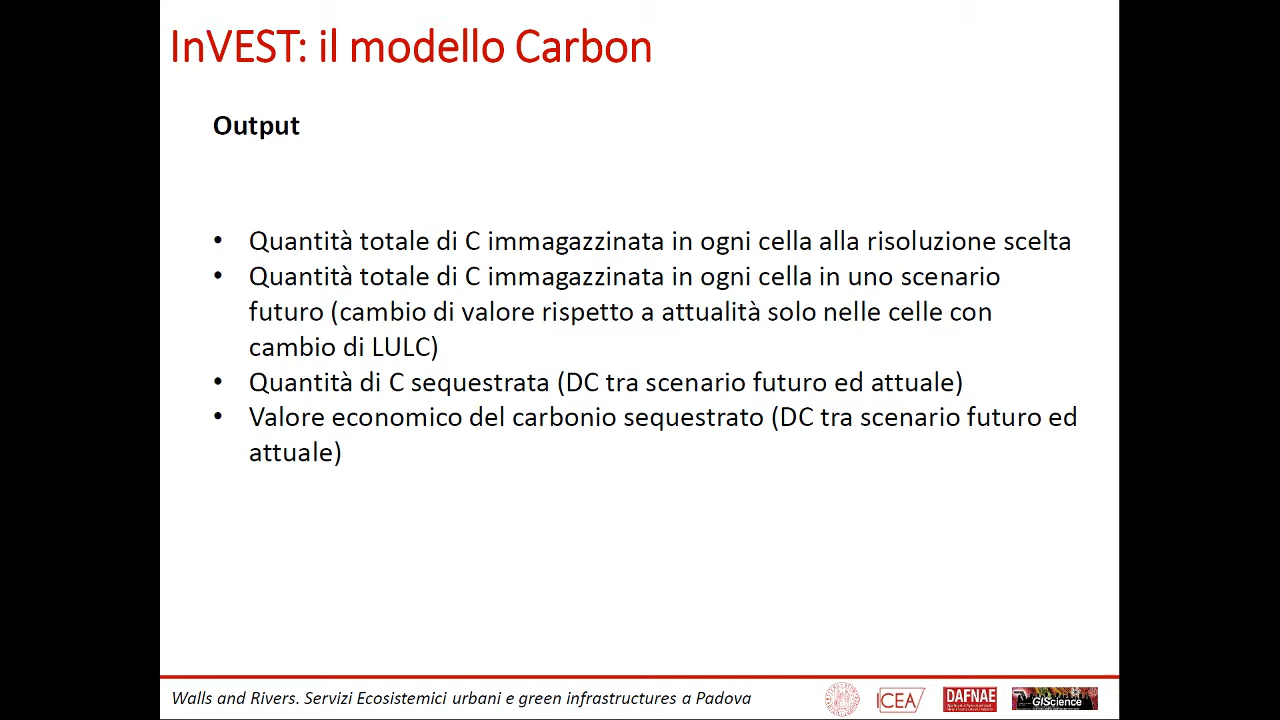 InVEST: il modello Carbon
Output
• Quantità totale di C immagazzinata in ogni cella alla risoluzione scelta
• Quantità totale di C immagazzinata in ogni cella in uno scenario
futuro (cambio di valore rispetto a attualità solo nelle celle con
cambio di LULC)
• Quantità di C sequestrata (DC tra scenario futuro ed attuale)
• Valore economico del carbonio sequestrato (DC tra scenario futuro ed
attuale)
Walls and Rivers. Servizi Ecosistemici urbani e green infrastructures a Padova
ICEA
DAFNAE
GIScience